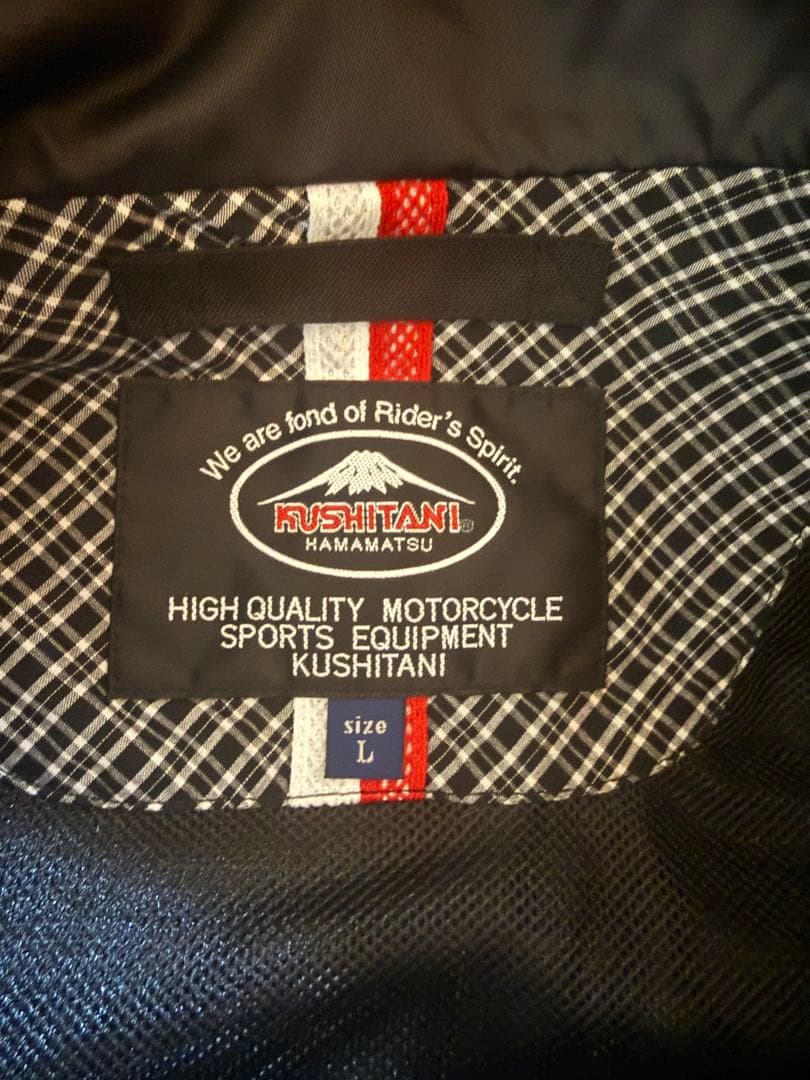 We are fond of Rider's Spirit.
KUSHITANI®
HAMAMATSU
HIGH QUALITY MOTORCYCLE
SPORTS EQUIPMENT
KUSHITANI
size
L